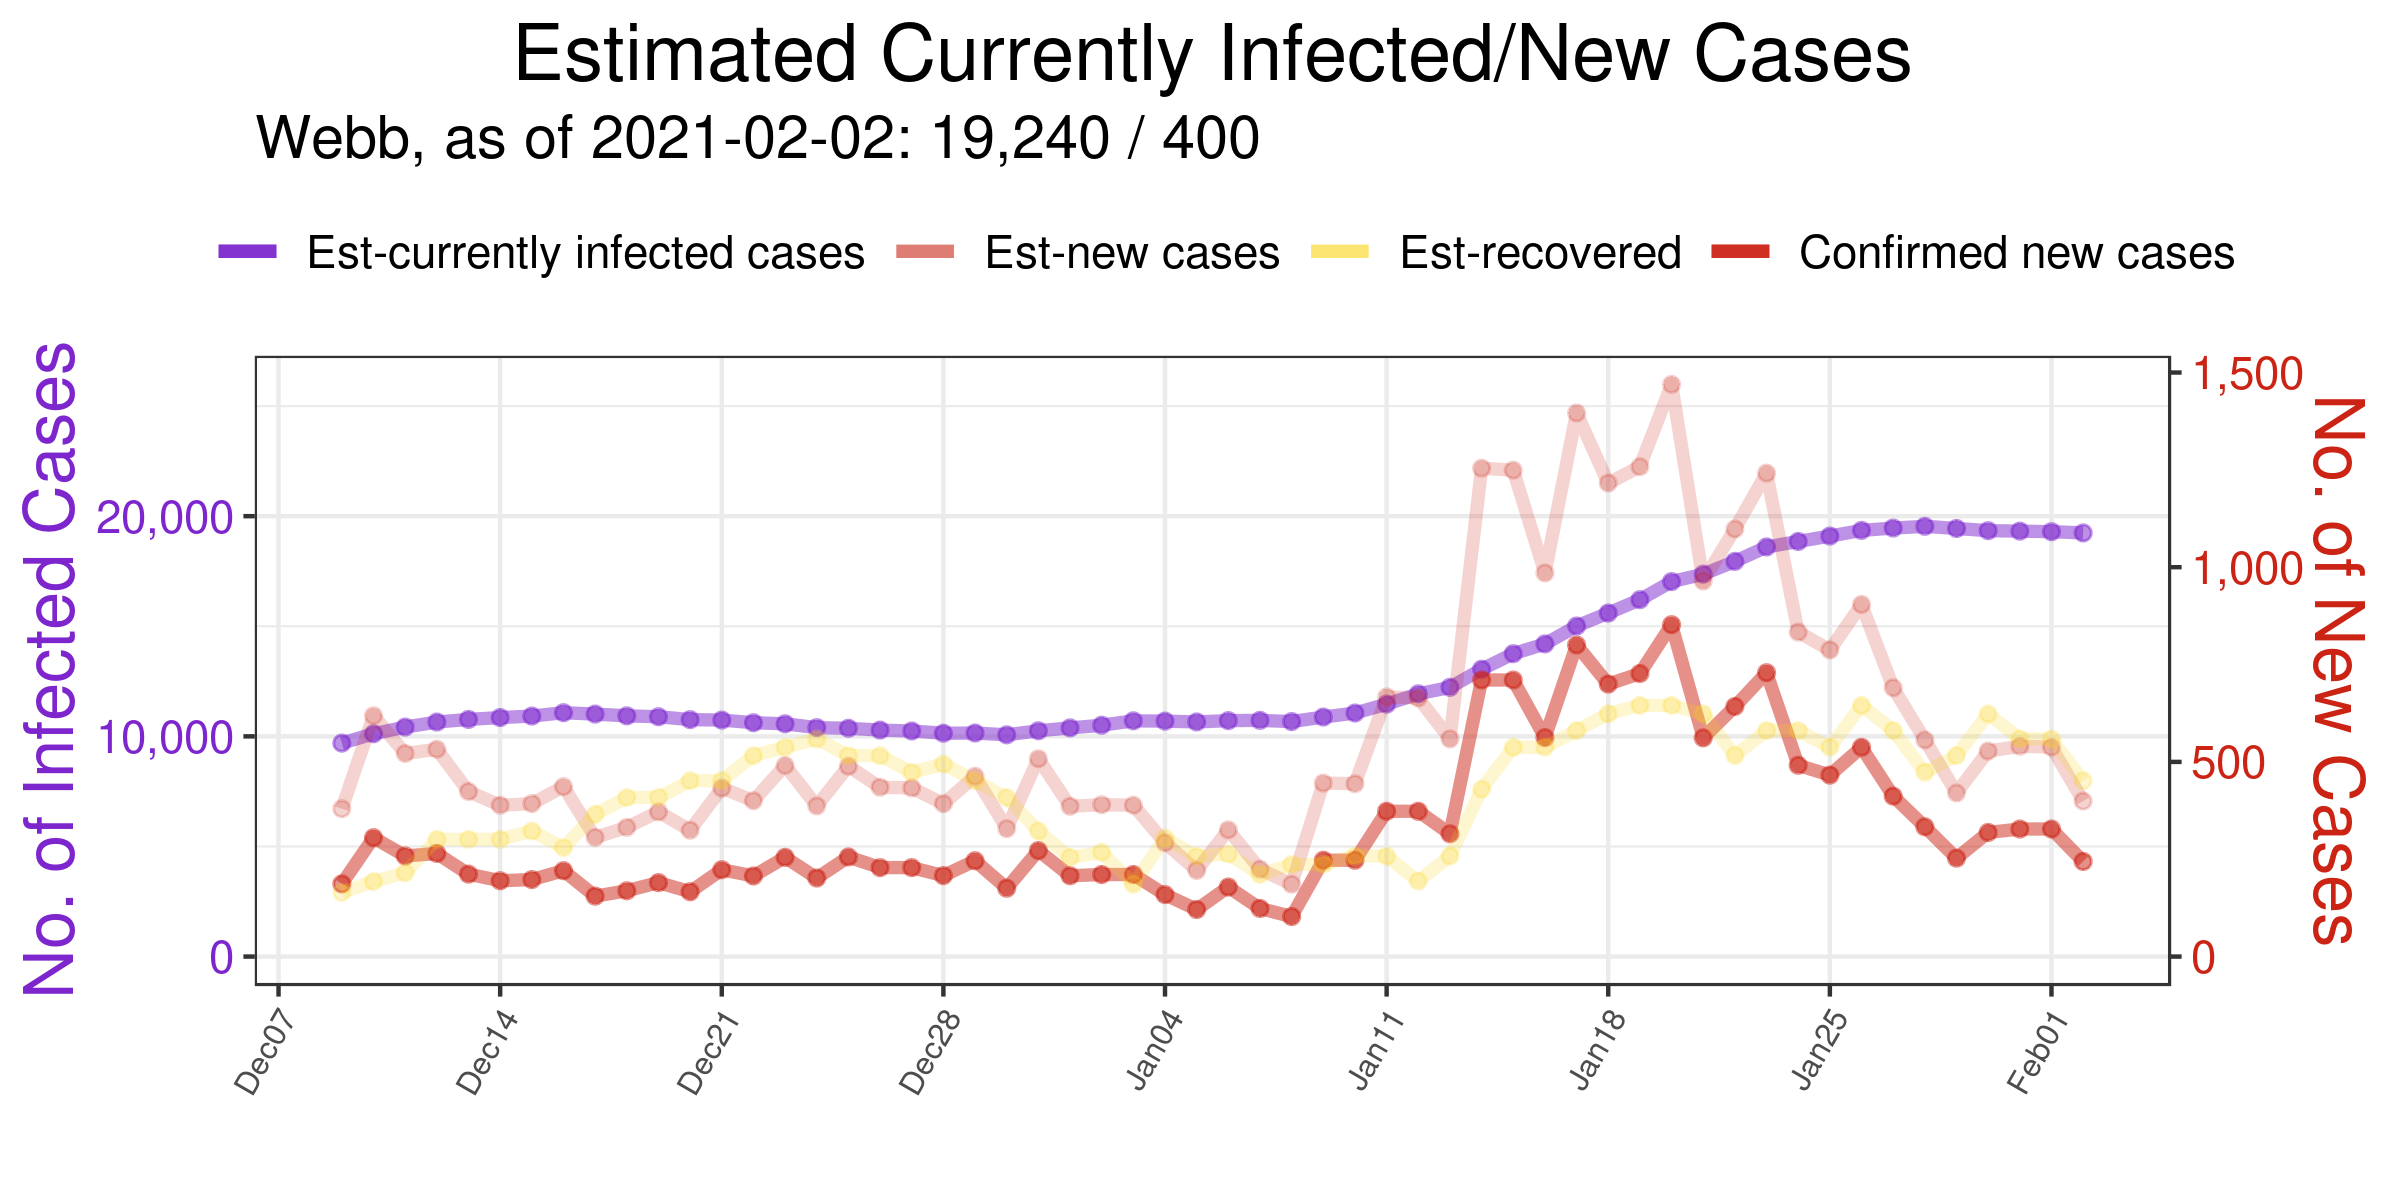 Estimated Currently Infected/New Cases
Webb, as of 2021-02-02: 19,240 / 400
Est-currently infected cases
Est-new cases
Est-recovered
Confirmed new cases
No. of Infected Cases
20,000
10,000
0
1,500
1,000
500
0
No. of New Cases
Dec07
Dec14
Dec21
Dec28
Jan04
Jan11
Jan18
Jan25
Feb01